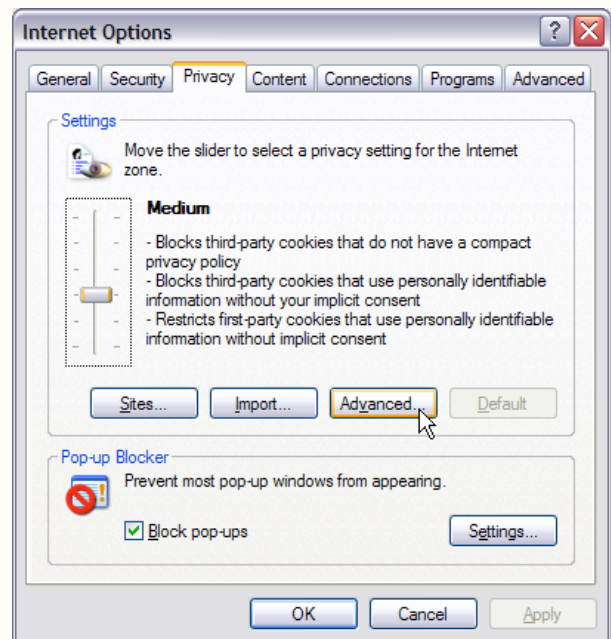 Internet Options
General Security Privacy Content Connections Programs Advanced
Settings
Move the slider to select a privacy setting for the Internet
zone.
Medium
- Blocks third-party cookies that do not have a compact
privacy policy
- Blocks third-party cookies that use personally identifiable
information without your implicit consent
- Restricts first-party cookies that use personally identifiable
information without implicit consent
Sites... Import... Advanced... Default
Pop-up Blocker
Prevent most pop-up windows from appearing.
Block pop-ups Settings...
OK Cancel Apply